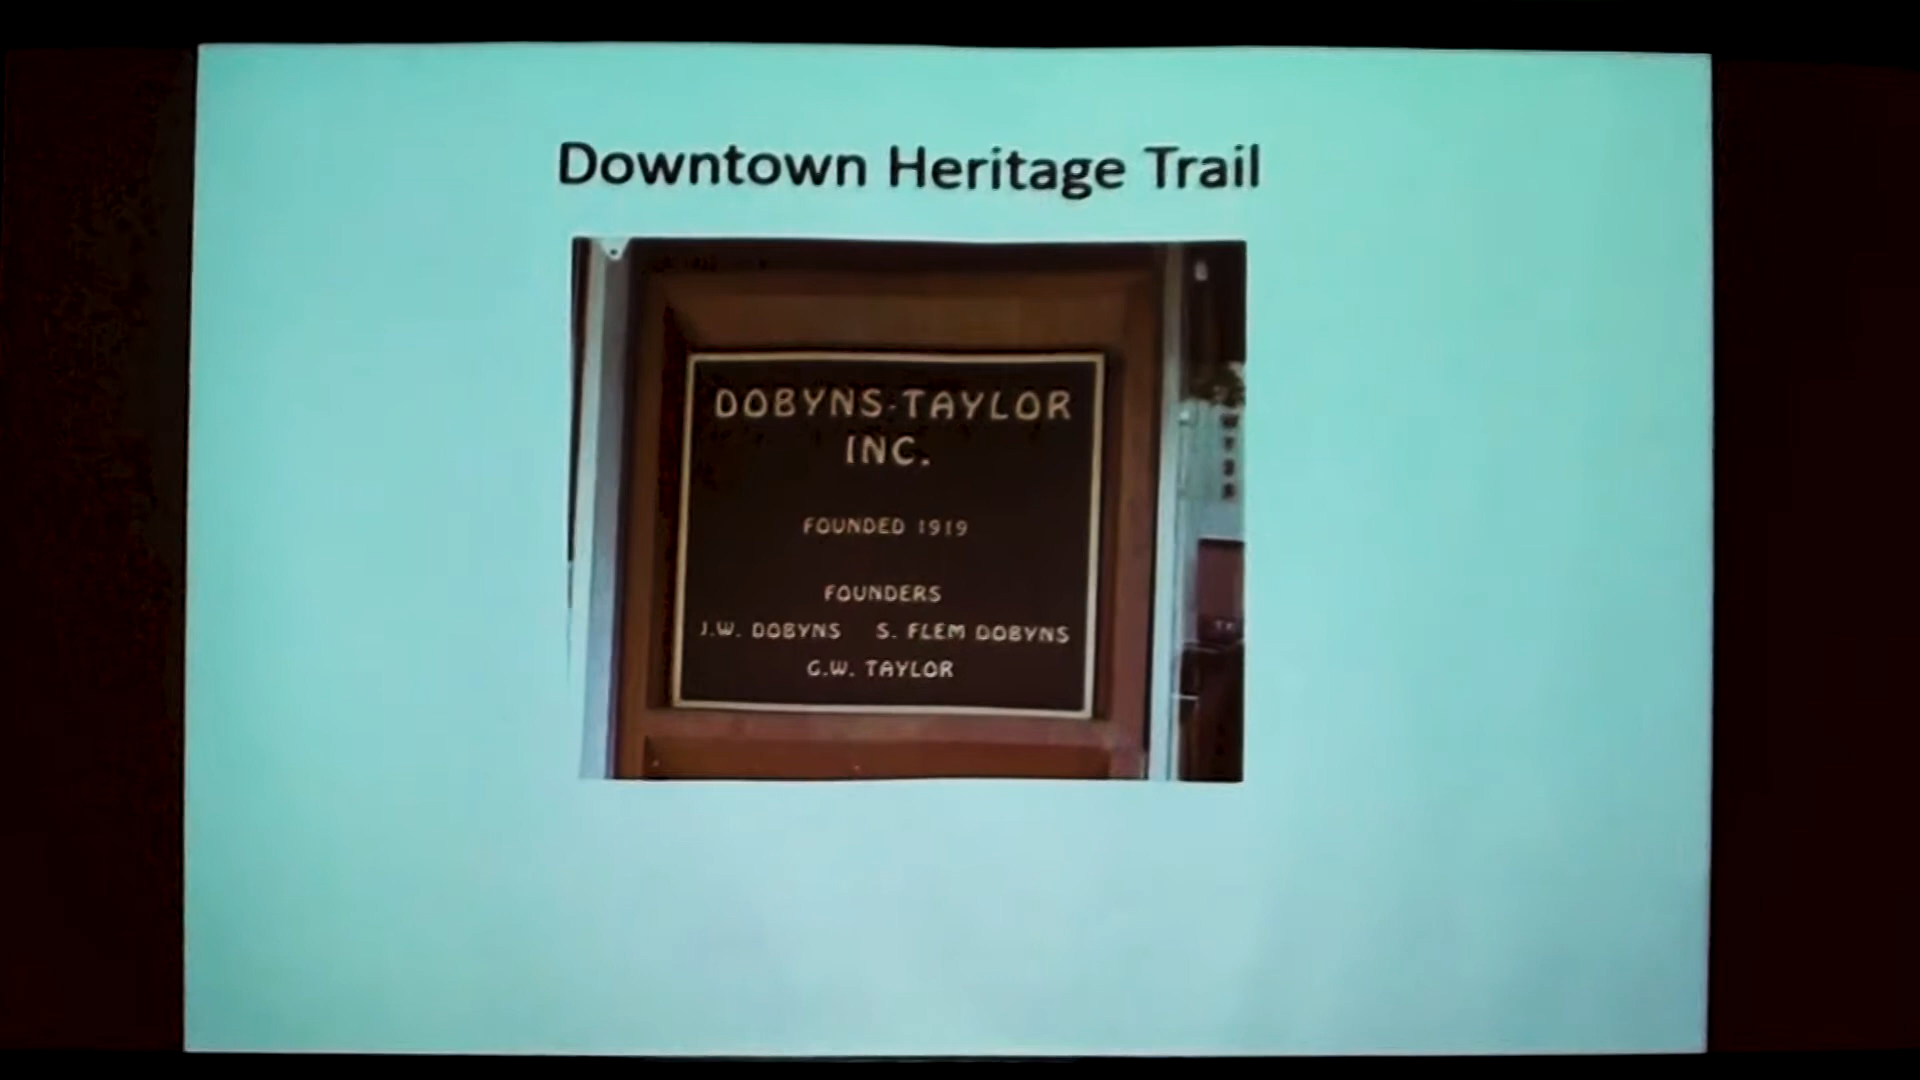 Downtown Heritage Trail
DOBYNS-TAYLOR
INC.
FOUNDED 1919
FOUNDERS
J.W. DOBYNS S. FLEM DOBYNS
G.W. TAYLOR